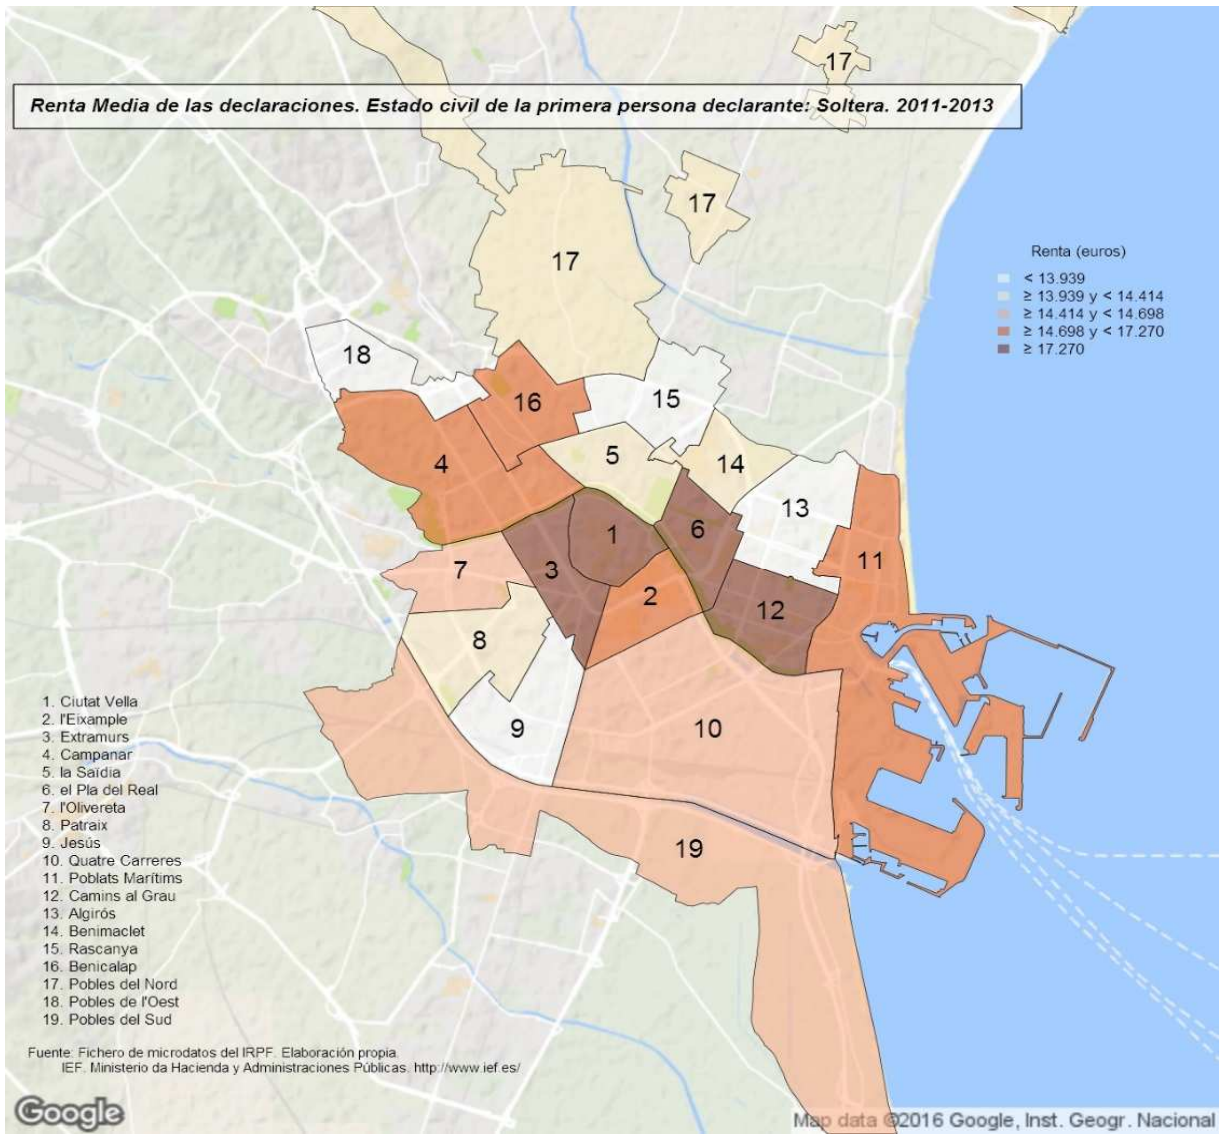 17
Renta Media de las declaraciones. Estado civil de la primera persona declarante: Soltera. 2011-2013
17
17
Renta (euros)
< 13.939
≥ 13.939 y < 14.414
≥ 14.414 y < 14.698
≥ 14.698 y < 17.270
≥ 17.270
18
16
15
4
5
14
13
1
6
3
11
7
2
12
8
9
10
19
1. Ciutat Vella
2. l'Eixample
3. Extramurs
4. Campanar
5. la Saïdia
6. el Pla del Real
7. l'Olivereta
8. Patraix
9. Jesús
10. Quatre Carreres
11. Poblats Marítims
12. Camins al Grau
13. Algirós
14. Benimaclet
15. Rascanya
16. Benicalap
17. Pobles del Nord
18. Pobles de l'Oest
19. Pobles del Sud
Fuente: Fichero de microdatos del IRPF. Elaboración propia.
IEF. Ministerio da Hacienda y Administraciones Públicas. http://www.ief.es/
Google
Map data ©2016 Google, Inst. Geogr. Nacional